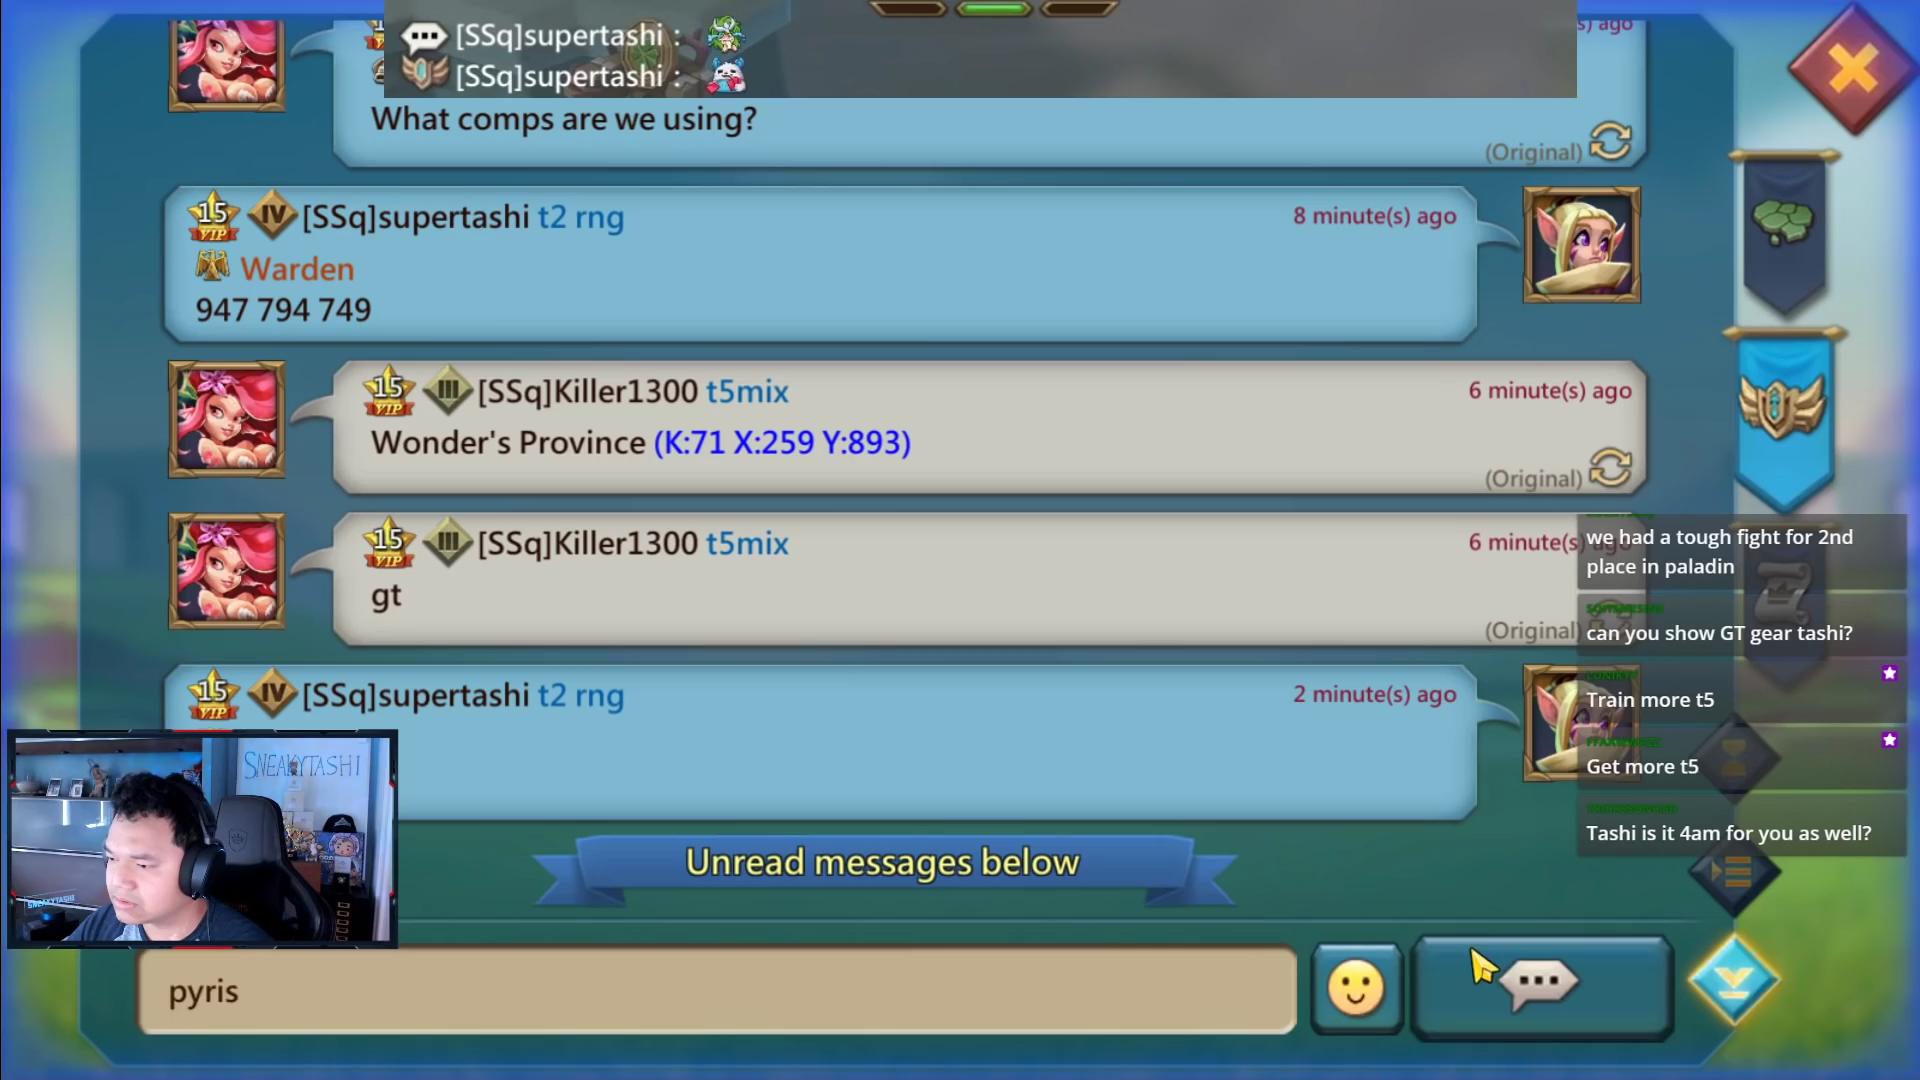 [SSq]supertashi :
[SSq]supertashi :
s) ago
What comps are we using?
(Original)
15 VIP IV [SSq]supertashi t2 rng
8 minute(s) ago
Warden
947 794 749
15 VIP III [SSq]Killer1300 t5mix
6 minute(s) ago
Wonder's Province (K:71 X:259 Y:893)
(Original)
15 VIP III [SSq]Killer1300 t5mix
6 minute(s) ago
gt
(Original)
we had a tough fight for 2nd
place in paladin
can you show GT gear tashi?
15 VIP IV [SSq]supertashi t2 rng
2 minute(s) ago
Train more t5
Get more t5
Tashi is it 4am for you as well?
SNEAKYTASHI
SNEAKYTASHI
Unread messages below
pyris